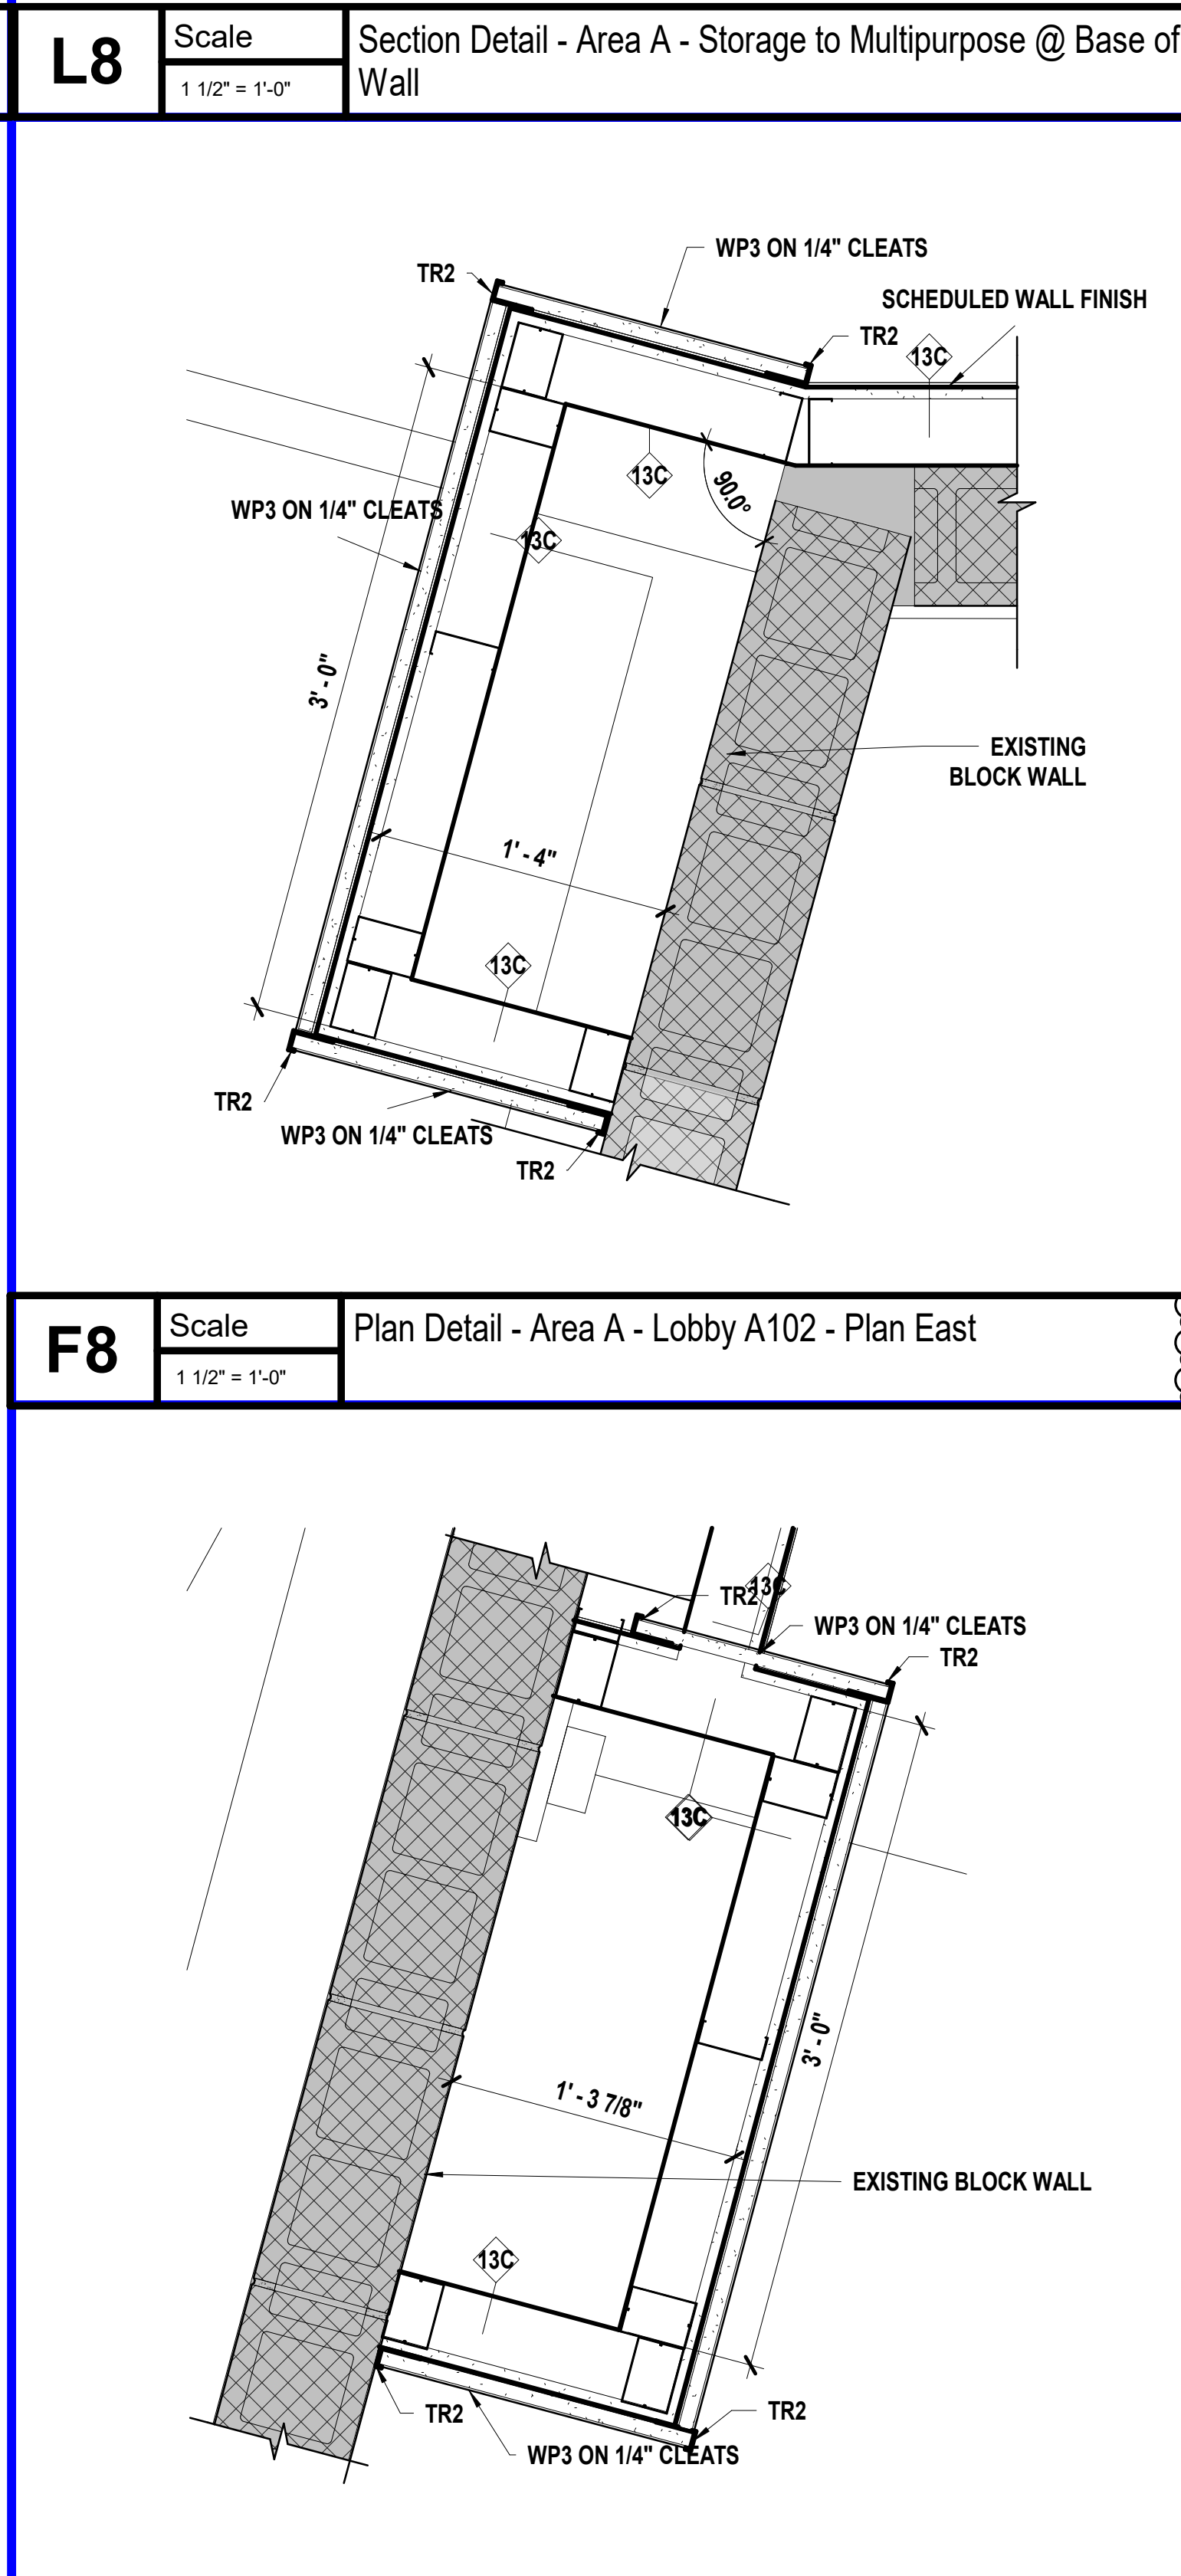 L8
Scale
1 1/2" = 1'-0"
Section Detail - Area A - Storage to Multipurpose @ Base of
Wall
WP3 ON 1/4" CLEATS
TR2
SCHEDULED WALL FINISH
TR2
13C
13C
90.0°
WP3 ON 1/4" CLEATS
13C
3' - 0"
EXISTING
BLOCK WALL
1' - 4"
13C
TR2
WP3 ON 1/4" CLEATS
TR2
F8
Scale
1 1/2" = 1'-0"
Plan Detail - Area A - Lobby A102 - Plan East
13C
TR2
WP3 ON 1/4" CLEATS
TR2
13C
3' - 0"
1' - 3 7/8"
EXISTING BLOCK WALL
13C
TR2
TR2
WP3 ON 1/4" CLEATS